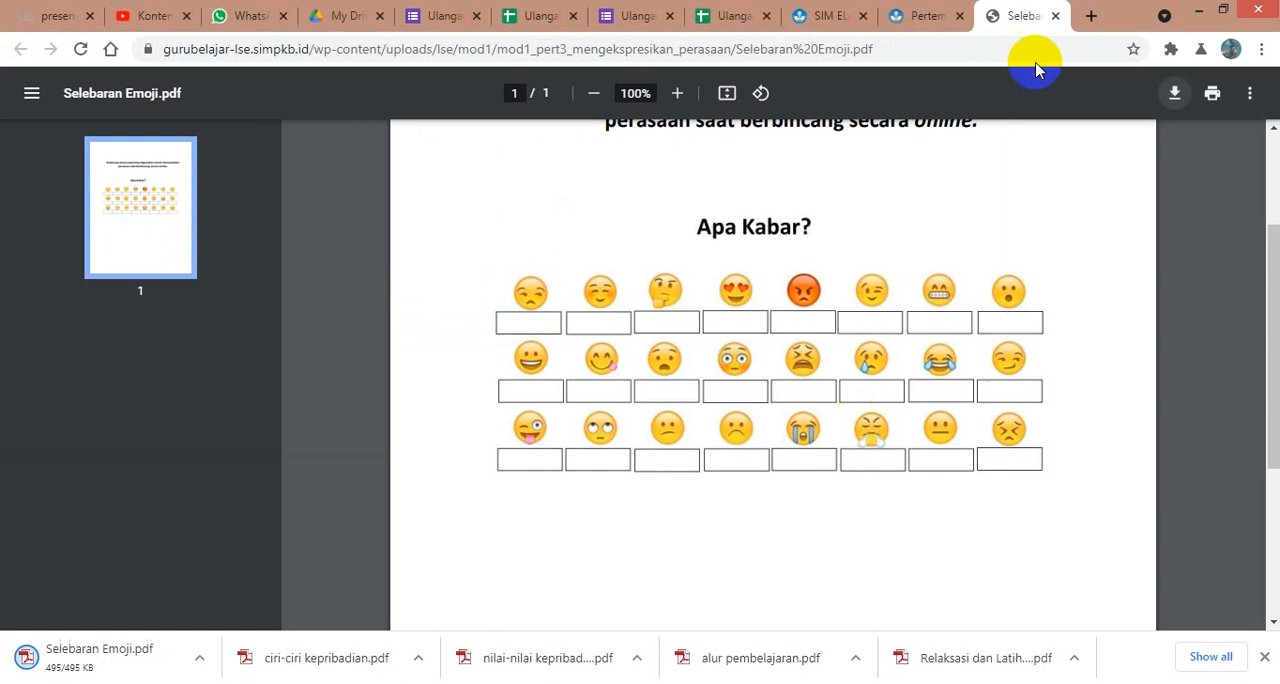 presen
Konten
WhatsA
My Driv
Ulanga
Ulanga
Ulanga
Ulanga
SIM ELe
Pertem
Seleba
gurubelajar-lse.simpkb.id/wp-content/uploads/lse/mod1/mod1_pert3_mengekspresikan_perasaan/Selebaran%20Emoji.pdf
Selebaran Emoji.pdf
1 / 1
100%
perasaan saat berbincang secara online.
Apa Kabar?
1
Selebaran Emoji.pdf
495/495 KB
ciri-ciri kepribadian.pdf
nilai-nilai kepribad....pdf
alur pembelajaran.pdf
Relaksasi dan Latih....pdf
Show all